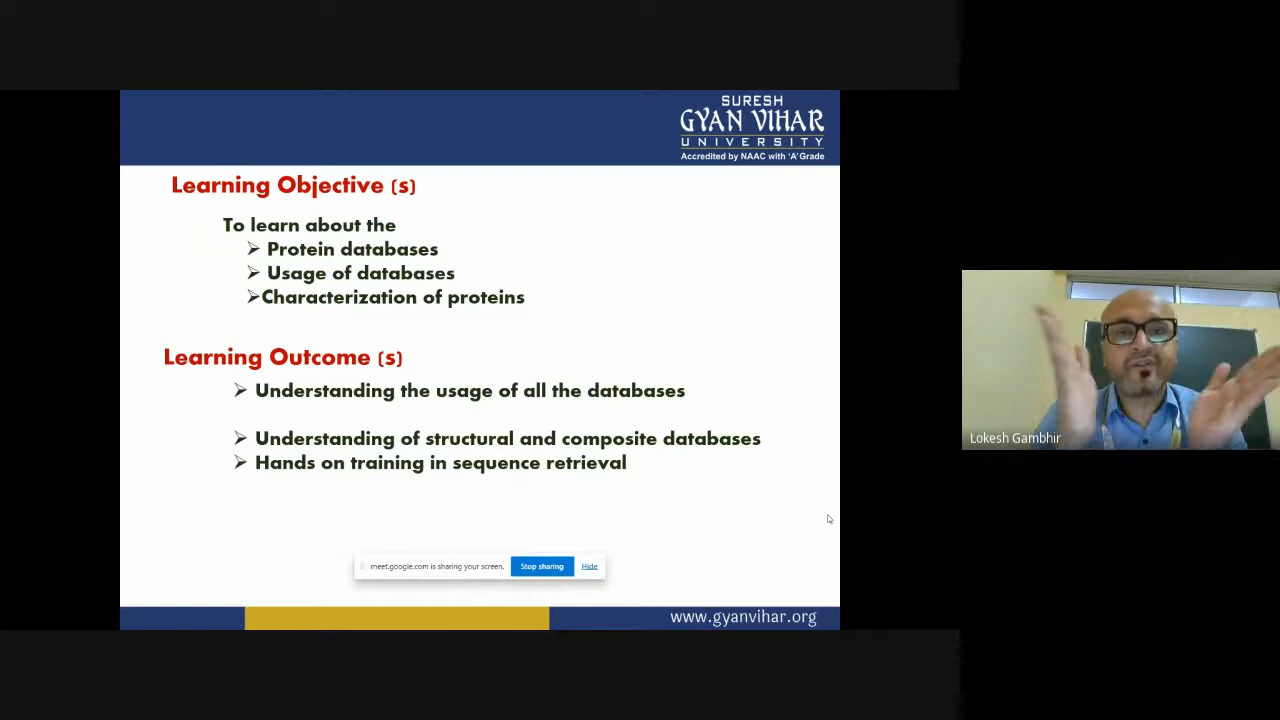 SURESH
GYAN VIHAR
UNIVERSITY
Accredited by NAAC with 'A' Grade
Learning Objective (s)
To learn about the
➢ Protein databases
➢ Usage of databases
➢Characterization of proteins
Learning Outcome (s)
➢ Understanding the usage of all the databases
➢ Understanding of structural and composite databases
➢ Hands on training in sequence retrieval
Lokesh Gambhir
meet.google.com is sharing your screen. Stop sharing Hide
www.gyanvihar.org